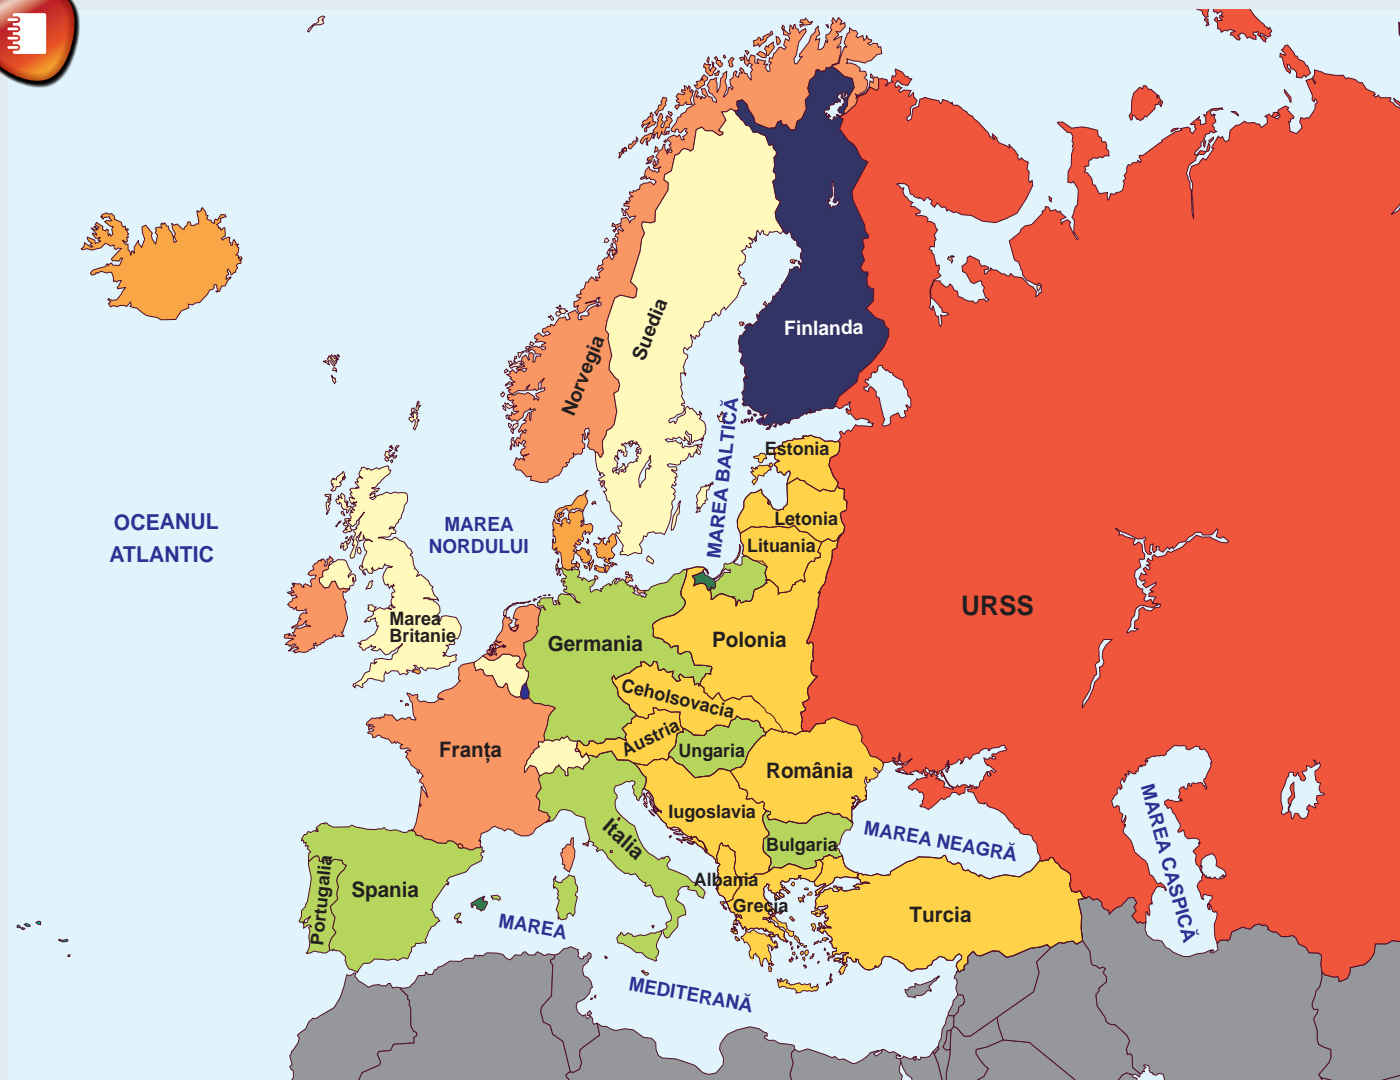 Finlanda
Suedia
Norvegia
MAREA BALTICĂ
Estonia
Letonia
Lituania
OCEANUL
ATLANTIC
MAREA
NORDULUI
Marea
Britanie
Germania
Polonia
URSS
Ceholsovacia
Austria
Ungaria
Franța
România
Iugoslavia
Italia
Bulgaria
MAREA NEAGRĂ
MAREA CASPICĂ
Albania
Grecia
Turcia
Portugalia
Spania
MAREA
MEDITERANĂ